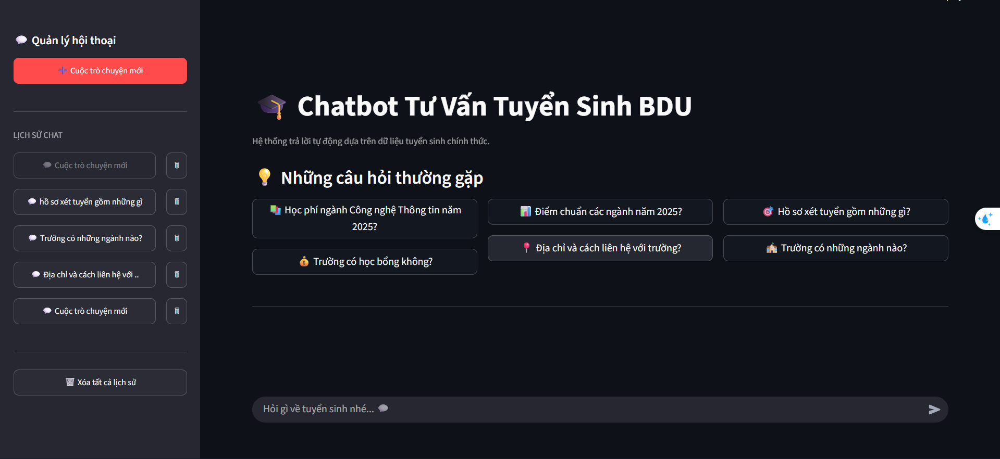 Quản lý hội thoại
Cuộc trò chuyện mới
LỊCH SỬ CHAT
Cuộc trò chuyện mới
hồ sơ xét tuyển gồm những gì
Trường có những ngành nào?
Địa chỉ và cách liên hệ với ..
Cuộc trò chuyện mới
Xóa tất cả lịch sử
Chatbot Tư Vấn Tuyển Sinh BDU
Hệ thống trả lời tự động dựa trên dữ liệu tuyển sinh chính thức.
Những câu hỏi thường gặp
Học phí ngành Công nghệ Thông tin năm
2025?
Điểm chuẩn các ngành năm 2025?
Hồ sơ xét tuyển gồm những gì?
Trường có học bổng không?
Địa chỉ và cách liên hệ với trường?
Trường có những ngành nào?
Hỏi gì về tuyển sinh nhé...